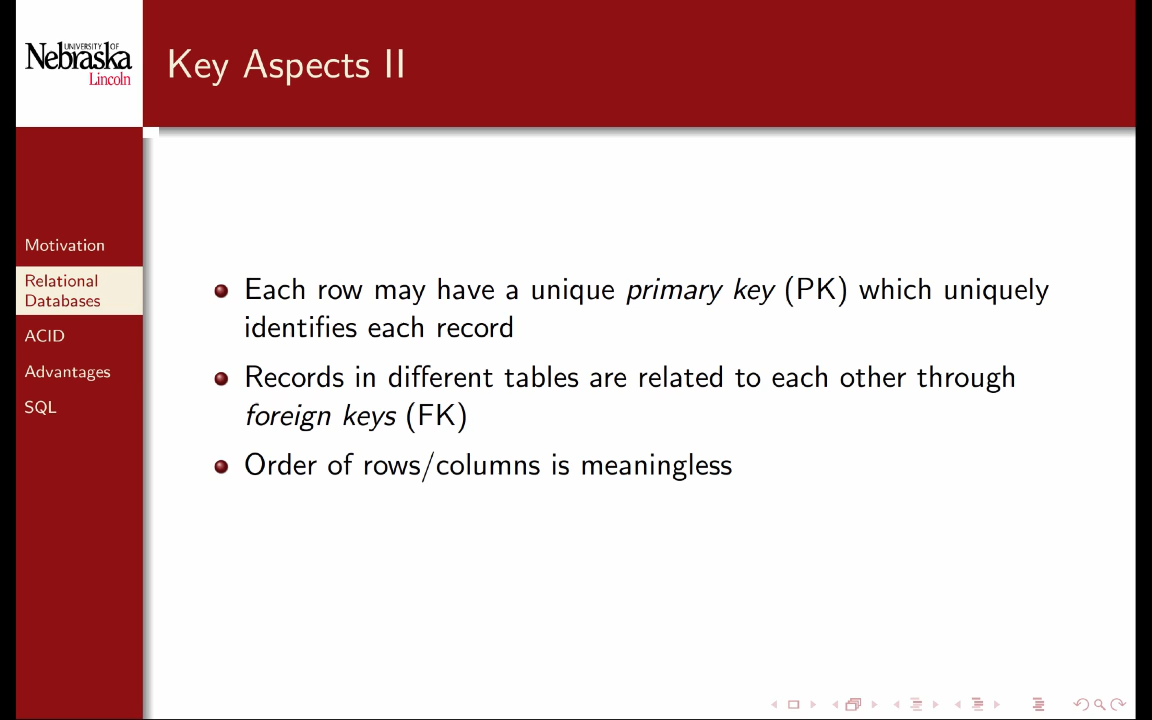 UNIVERSITY OF
Nebraska
Lincoln
Key Aspects II
Motivation
Relational
Databases
ACID
Advantages
SQL
Each row may have a unique primary key (PK) which uniquely
identifies each record
Records in different tables are related to each other through
foreign keys (FK)
Order of rows/columns is meaningless